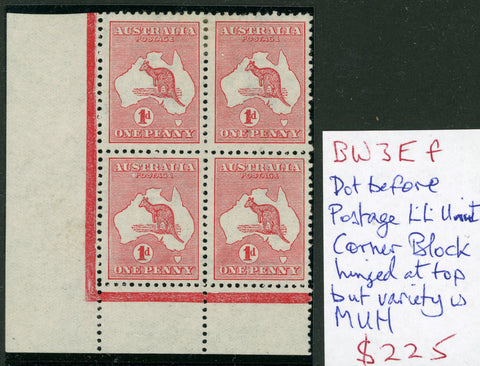 AUSTRALIA
POSTAGE
1d
ONE PENNY
AUSTRALIA
POSTAGE
1d
ONE PENNY
AUSTRALIA
POSTAGE
1d
ONE PENNY
AUSTRALIA
POSTAGE
1d
ONE PENNY
BW3Ef
Dot before
Postage LL Unit
Corner Block
hinged at top
but variety is
MUH
$225